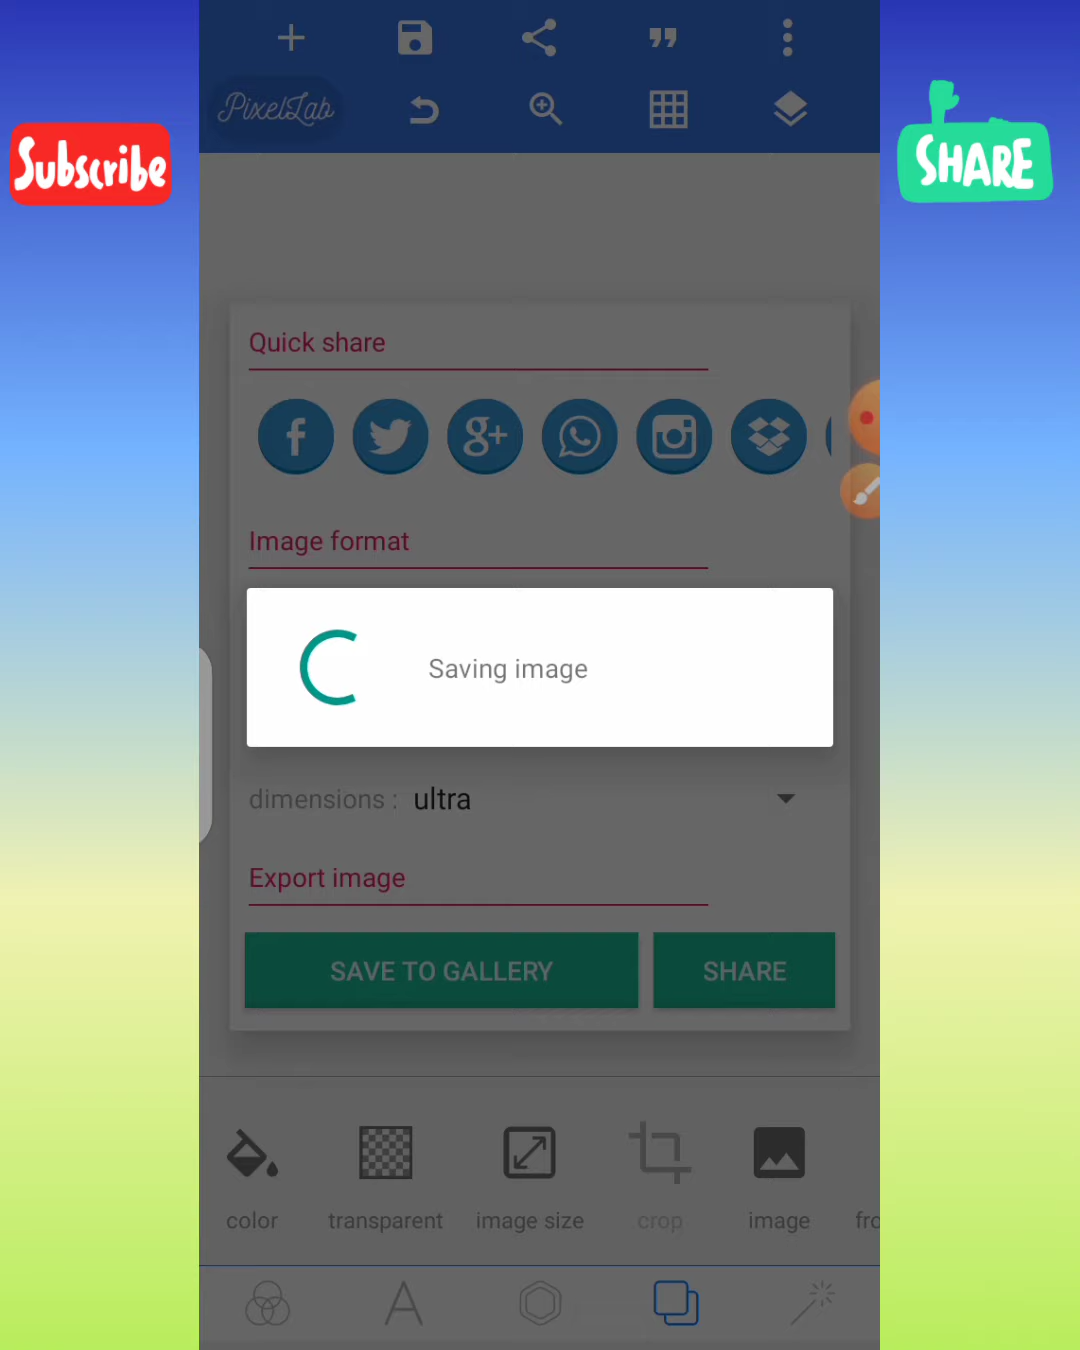 PixelLab
Subscribe
SHARE
Quick share
Image format
Saving image
dimensions : ultra
Export image
SAVE TO GALLERY SHARE
color transparent image size crop image fro